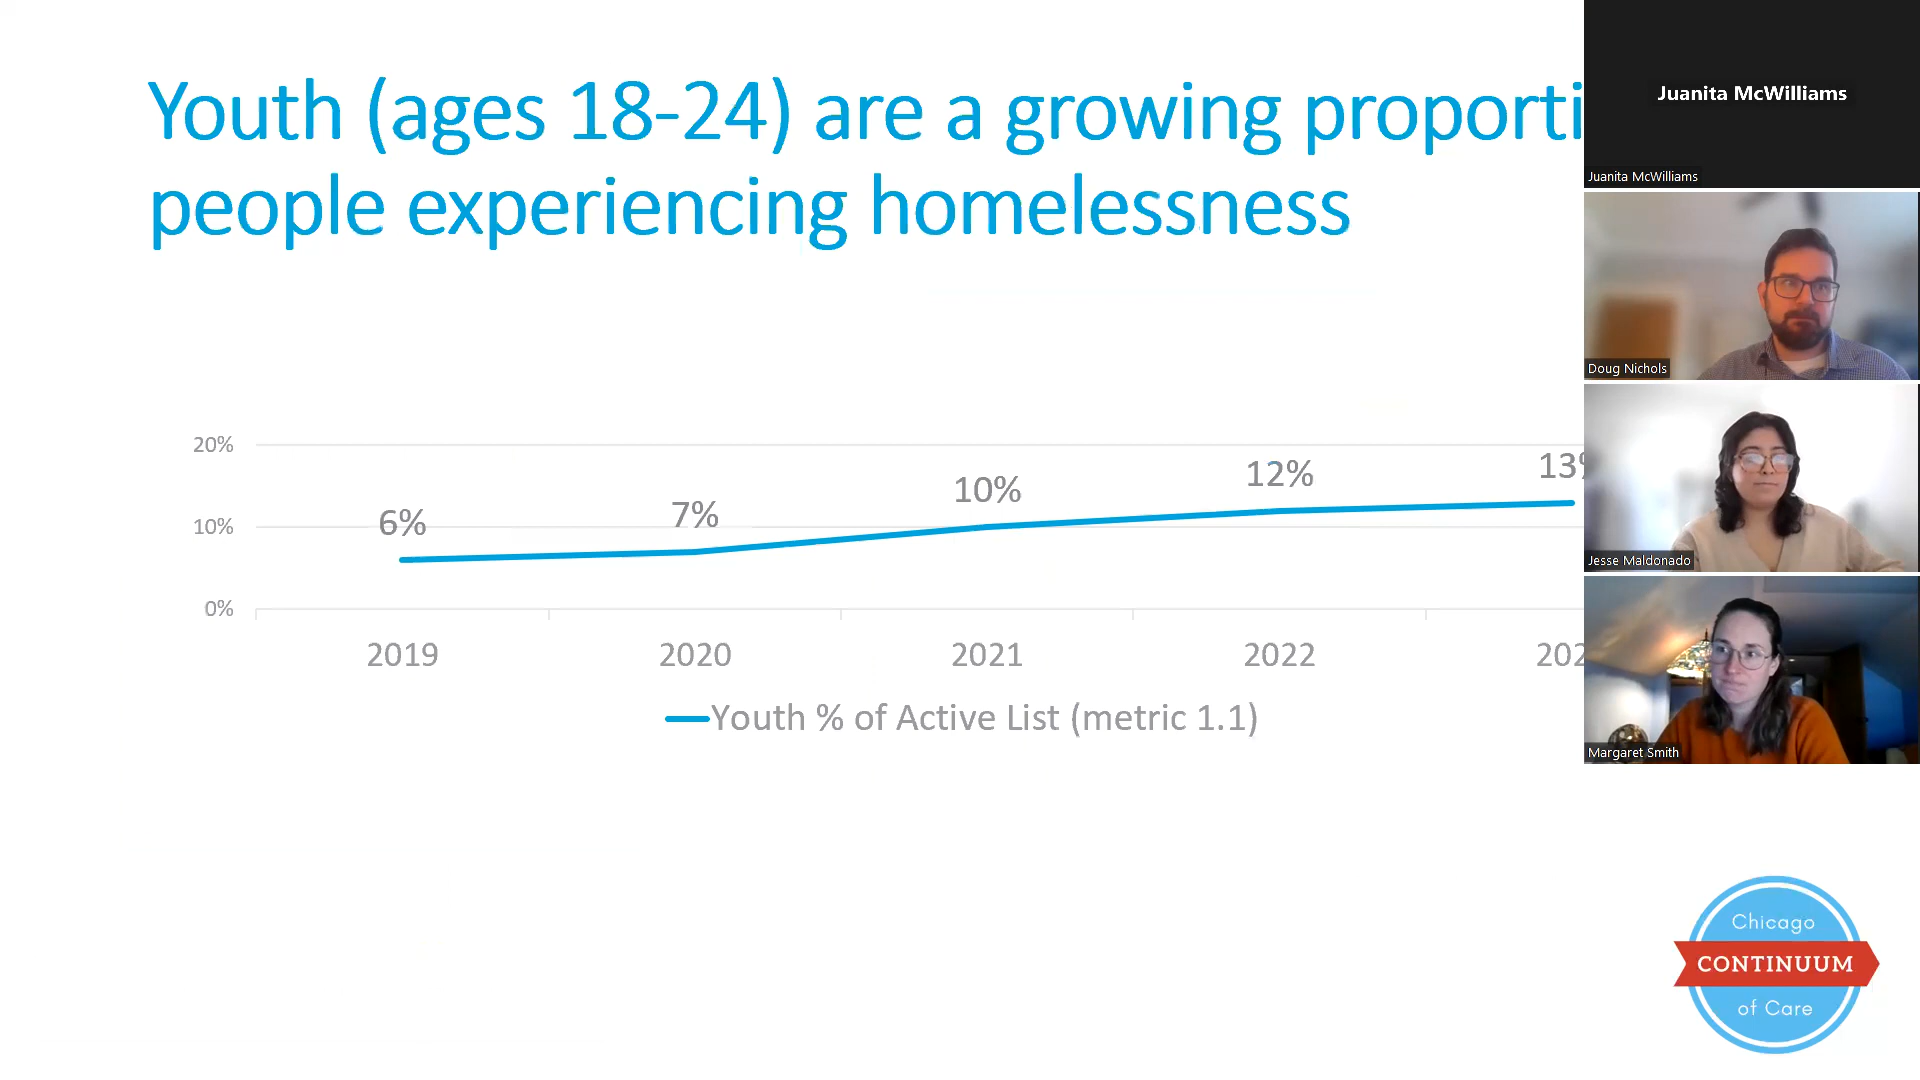 Youth (ages 18-24) are a growing proporti
people experiencing homelessness
20%
10%
0%
6%
7%
10%
12%
13%
2019
2020
2021
2022
202
Youth % of Active List (metric 1.1)
Juanita McWilliams
Juanita McWilliams
Doug Nichols
Jesse Maldonado
Margaret Smith
Chicago
CONTINUUM
of Care